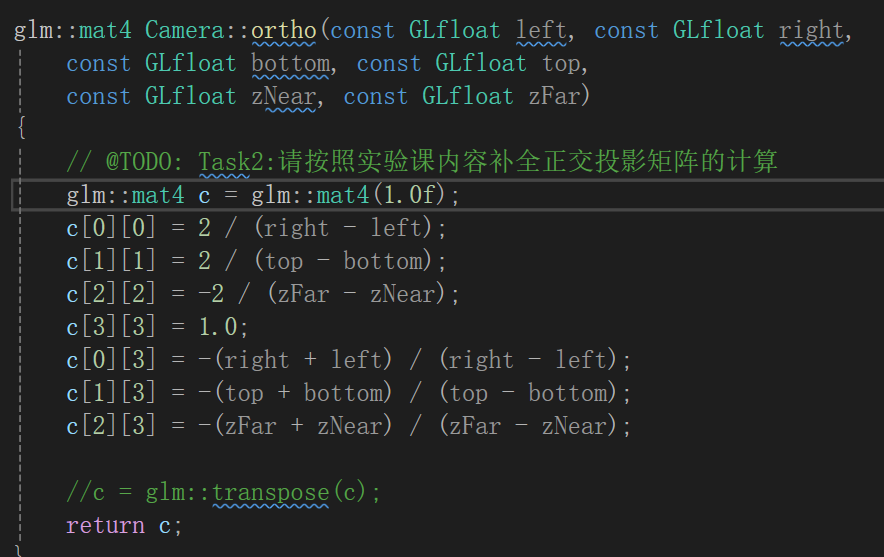 glm::mat4 Camera::ortho(const GLfloat left, const GLfloat right,
const GLfloat bottom, const GLfloat top,
const GLfloat zNear, const GLfloat zFar)
{
// @TODO: Task2:请按照实验课内容补全正交投影矩阵的计算
glm::mat4 c = glm::mat4(1.0f);
c[0][0] = 2 / (right - left);
c[1][1] = 2 / (top - bottom);
c[2][2] = -2 / (zFar - zNear);
c[3][3] = 1.0;
c[0][3] = -(right + left) / (right - left);
c[1][3] = -(top + bottom) / (top - bottom);
c[2][3] = -(zFar + zNear) / (zFar - zNear);
//c = glm::transpose(c);
return c;
}